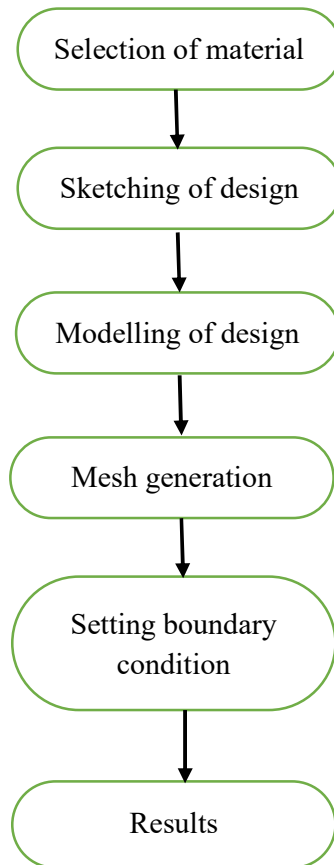 Selection of material
Sketching of design
Modelling of design
Mesh generation
Setting boundary
condition
Results